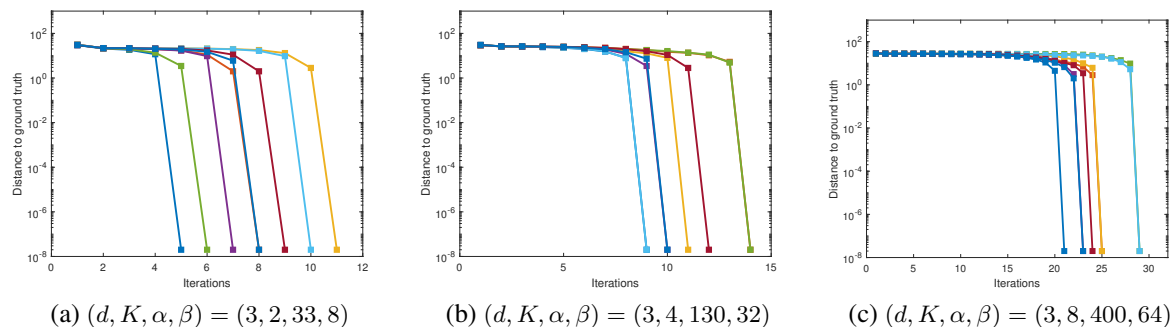 Distance to ground truth
10^2
10^0
10^-2
10^-4
10^-6
10^-8
0 2 4 6 8 10 12
Iterations
(a) (d, K, α, β) = (3, 2, 33, 8)
Distance to ground truth
10^2
10^0
10^-2
10^-4
10^-6
10^-8
0 5 10 15
Iterations
(b) (d, K, α, β) = (3, 4, 130, 32)
Distance to ground truth
10^2
10^0
10^-2
10^-4
10^-6
10^-8
0 5 10 15 20 25 30
Iterations
(c) (d, K, α, β) = (3, 8, 400, 64)